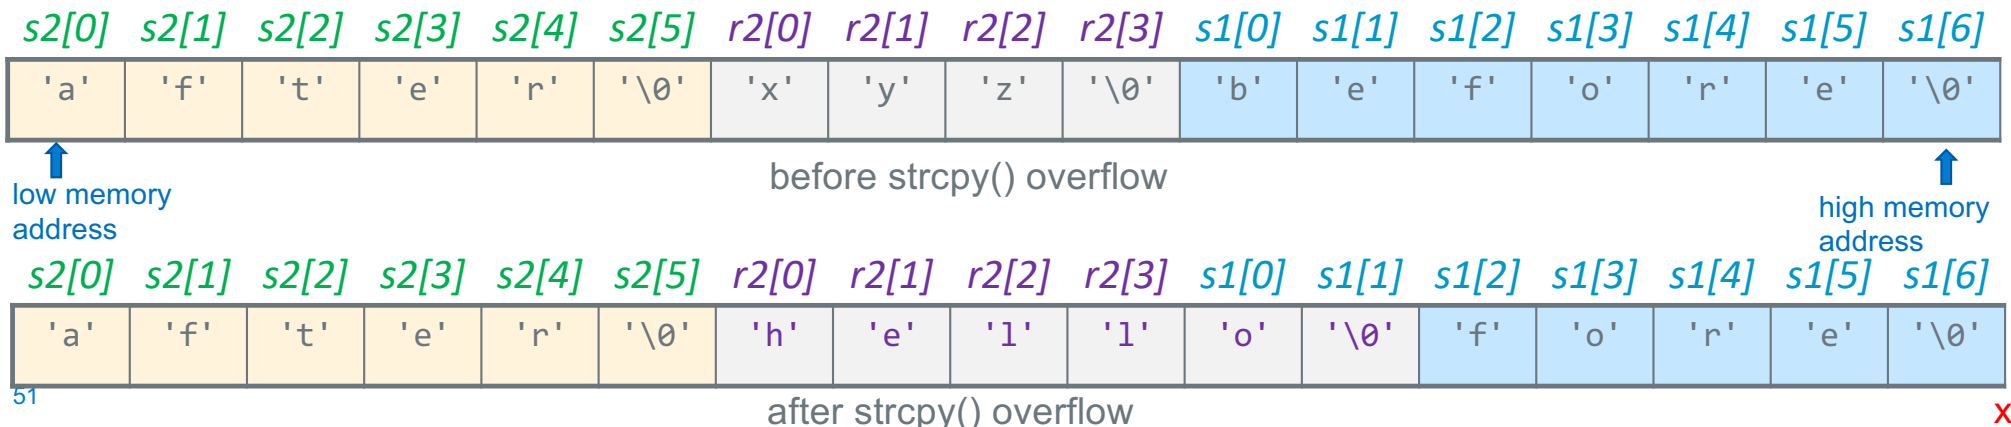 s2[0] s2[1] s2[2] s2[3] s2[4] s2[5] r2[0] r2[1] r2[2] r2[3] s1[0] s1[1] s1[2] s1[3] s1[4] s1[5] s1[6]
'a' 'f' 't' 'e' 'r' '\0' 'x' 'y' 'z' '\0' 'b' 'e' 'f' 'o' 'r' 'e' '\0'
before strcpy() overflow
low memory
address
high memory
address
s2[0] s2[1] s2[2] s2[3] s2[4] s2[5] r2[0] r2[1] r2[2] r2[3] s1[0] s1[1] s1[2] s1[3] s1[4] s1[5] s1[6]
'a' 'f' 't' 'e' 'r' '\0' 'h' 'e' 'l' 'l' 'o' '\0' 'f' 'o' 'r' 'e' '\0'
51
after strcpy() overflow
x